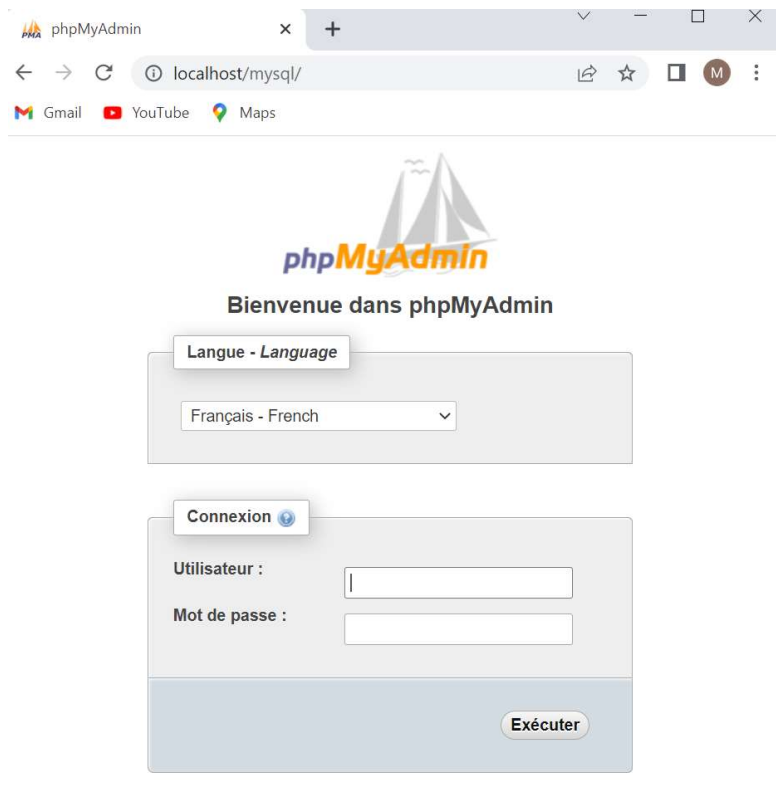 PMA phpMyAdmin
localhost/mysql/
M
Gmail YouTube Maps
phpMyAdmin
Bienvenue dans phpMyAdmin
Langue - Language
Français - French
Connexion
Utilisateur :
Mot de passe :
Exécuter